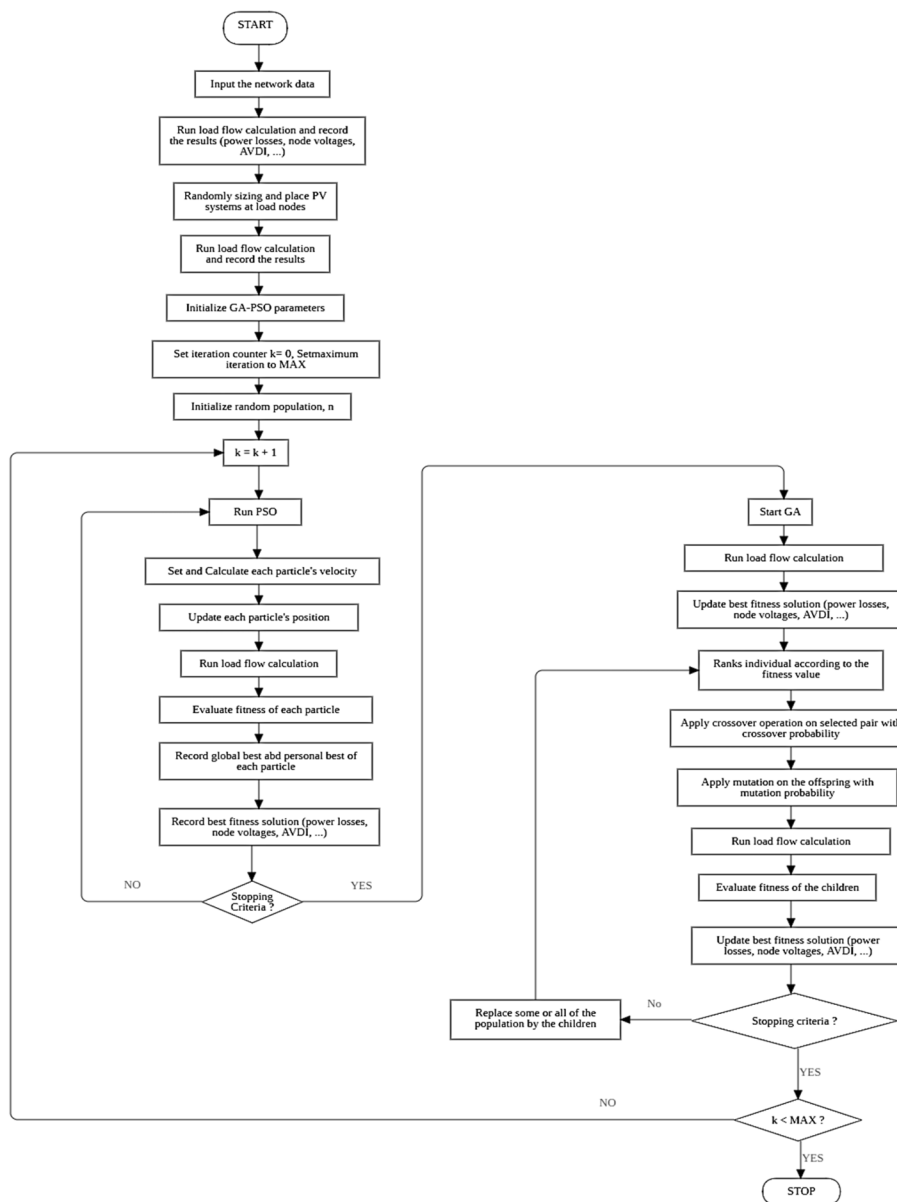 START
Input the network data
Run load flow calculation and record
the results (power losses, node voltages,
AVDI, ...)
Randomly sizing and place PV
systems at load nodes
Run load flow calculation
and record the results
Initialize GA-PSO parameters
Set iteration counter k= 0, Setmaximum
iteration to MAX
Initialize random population, n
k = k + 1
Run PSO
Set and Calculate each particle's velocity
Update each particle's position
Run load flow calculation
Evaluate fitness of each particle
Record global best abd personal best of
each particle
Record best fitness solution (power losses,
node voltages, AVDI, ...)
NO
YES
Stopping
Criteria ?
Start GA
Run load flow calculation
Update best fitness solution (power losses,
node voltages, AVDI, ...)
Ranks individual according to the
fitness value
Apply crossover operation on selected pair with
crossover probability
Apply mutation on the offspring with
mutation probability
Run load flow calculation
Evaluate fitness of the children
Update best fitness solution (power
losses, node voltages, AVDI, ...)
Stopping criteria ?
No
Replace some or all of the
population by the children
YES
k < MAX ?
NO
YES
STOP